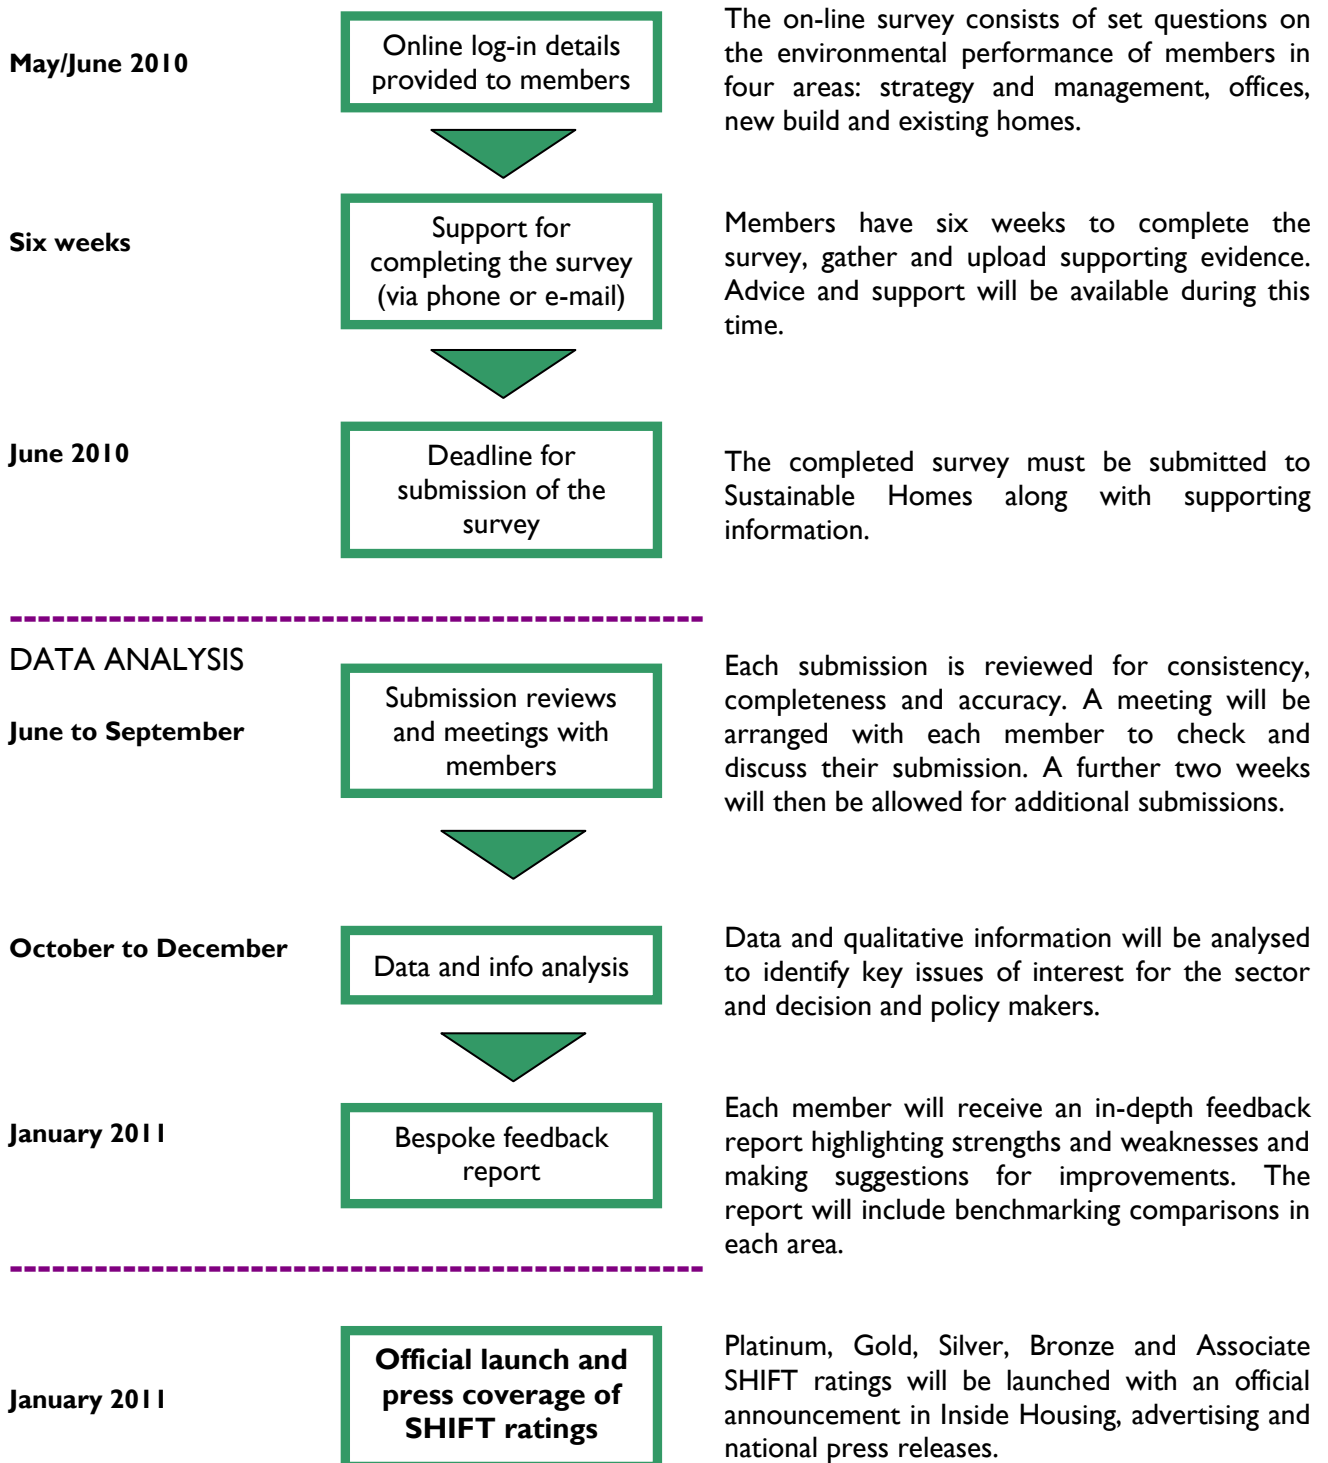 May/June 2010
Online log-in details
provided to members
The on-line survey consists of set questions on
the environmental performance of members in
four areas: strategy and management, offices,
new build and existing homes.
Six weeks
Support for
completing the survey
(via phone or e-mail)
Members have six weeks to complete the
survey, gather and upload supporting evidence.
Advice and support will be available during this
time.
June 2010
Deadline for
submission of the
survey
The completed survey must be submitted to
Sustainable Homes along with supporting
information.
DATA ANALYSIS
June to September
Submission reviews
and meetings with
members
Each submission is reviewed for consistency,
completeness and accuracy. A meeting will be
arranged with each member to check and
discuss their submission. A further two weeks
will then be allowed for additional submissions.
October to December
Data and info analysis
Data and qualitative information will be analysed
to identify key issues of interest for the sector
and decision and policy makers.
January 2011
Bespoke feedback
report
Each member will receive an in-depth feedback
report highlighting strengths and weaknesses and
making suggestions for improvements. The
report will include benchmarking comparisons in
each area.
January 2011
Official launch and
press coverage of
SHIFT ratings
Platinum, Gold, Silver, Bronze and Associate
SHIFT ratings will be launched with an official
announcement in Inside Housing, advertising and
national press releases.